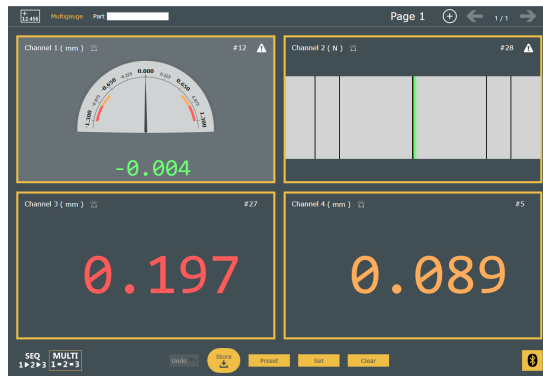 +
12.456 Multigauge Part Page 1 1 / 1
Channel 1 ( mm ) #12
-1.300 -0.975 -0.650 -0.325 0.000 0.325 0.650 0.975 1.300
-0.004
Channel 2 ( N ) #28
Channel 3 ( mm ) #27
0.197
Channel 4 ( mm ) #5
0.089
SEQ
1▶2▶3
MULTI
1=2=3
Undo Store Preset Set Clear